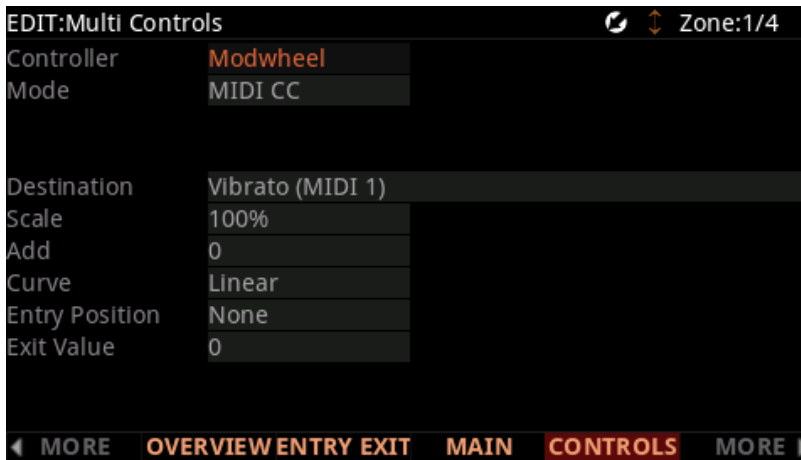 EDIT:Multi Controls Zone:1/4
Controller Modwheel
Mode MIDI CC
Destination Vibrato (MIDI 1)
Scale 100%
Add 0
Curve Linear
Entry Position None
Exit Value 0
MORE OVERVIEW ENTRY EXIT MAIN CONTROLS MORE